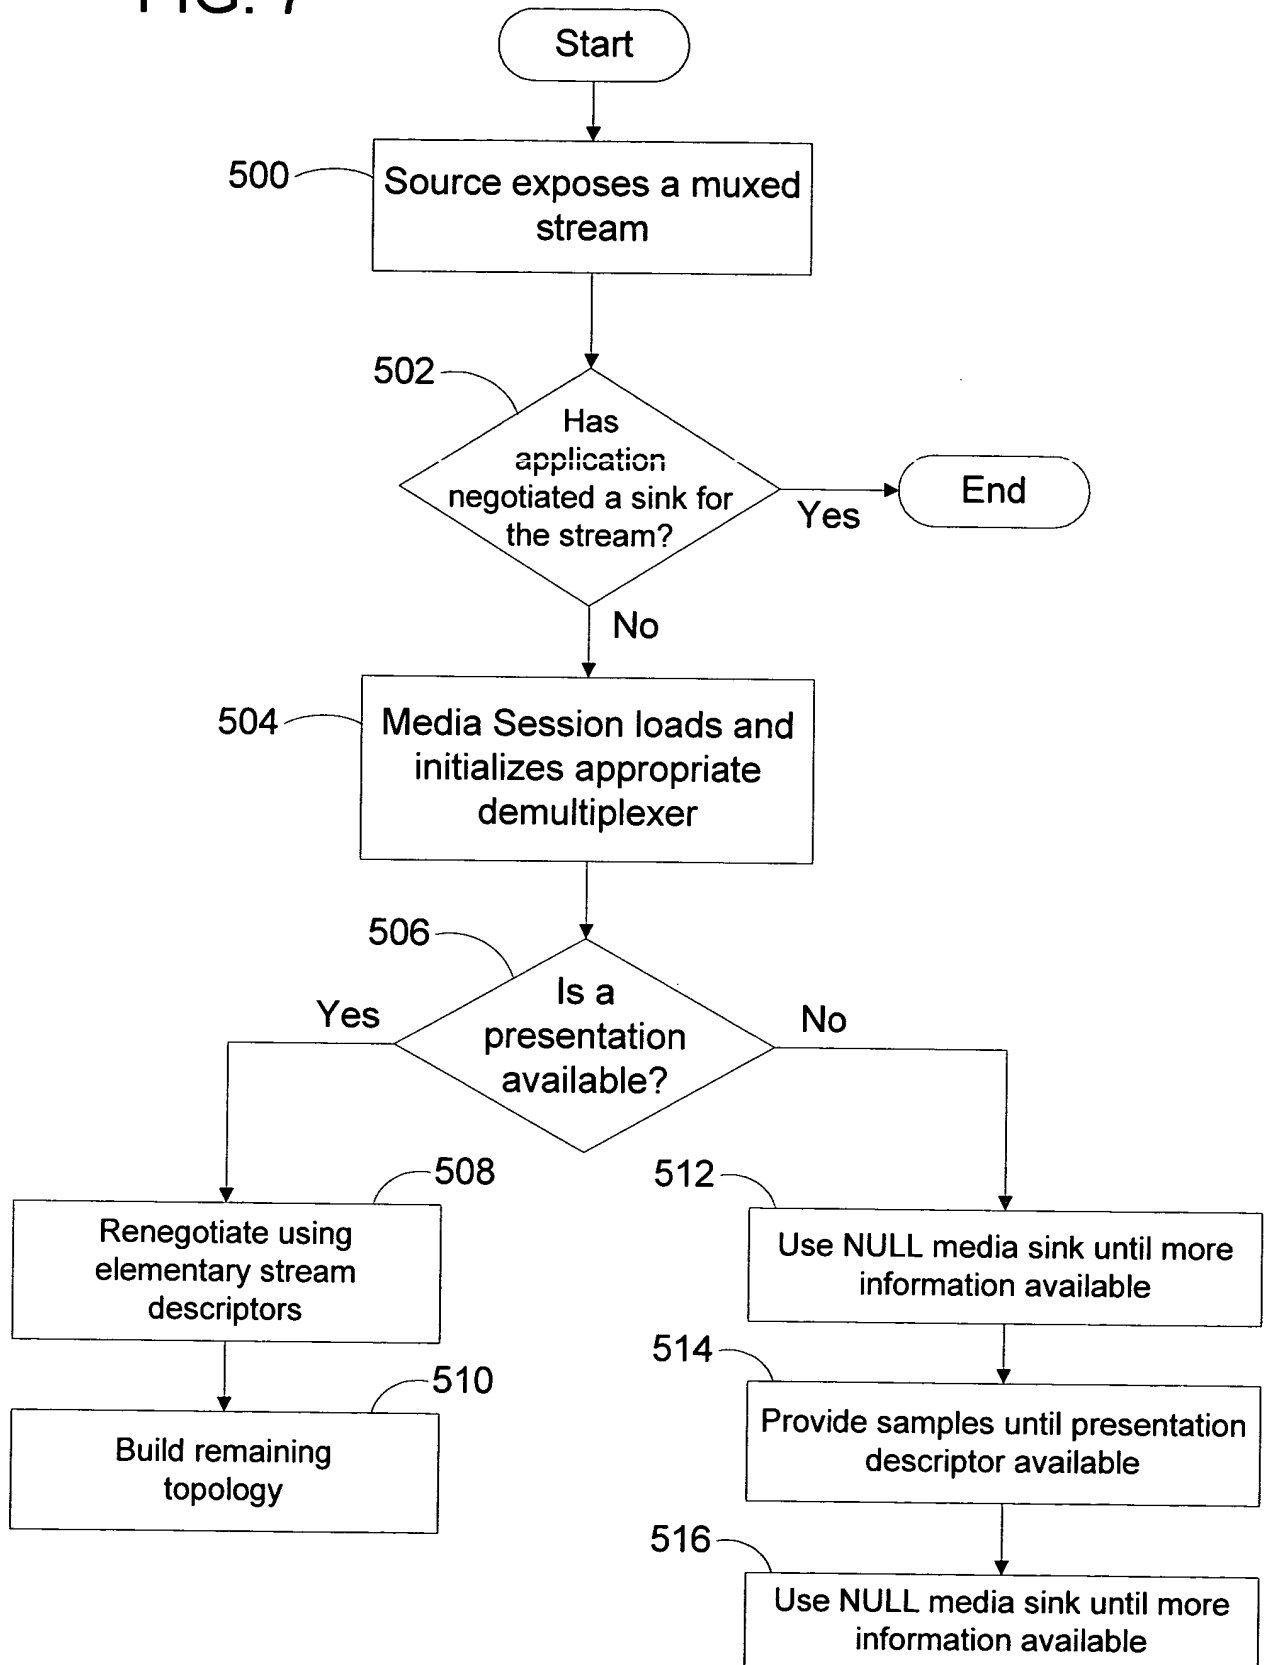 FIG. 7
Start
500
Source exposes a muxed
stream
502
Has
application
negotiated a sink for
the stream?
Yes
End
No
504
Media Session loads and
initializes appropriate
demultiplexer
506
Is a
presentation
available?
Yes
No
508
Renegotiate using
elementary stream
descriptors
510
Build remaining
topology
512
Use NULL media sink until more
information available
514
Provide samples until presentation
descriptor available
516
Use NULL media sink until more
information available